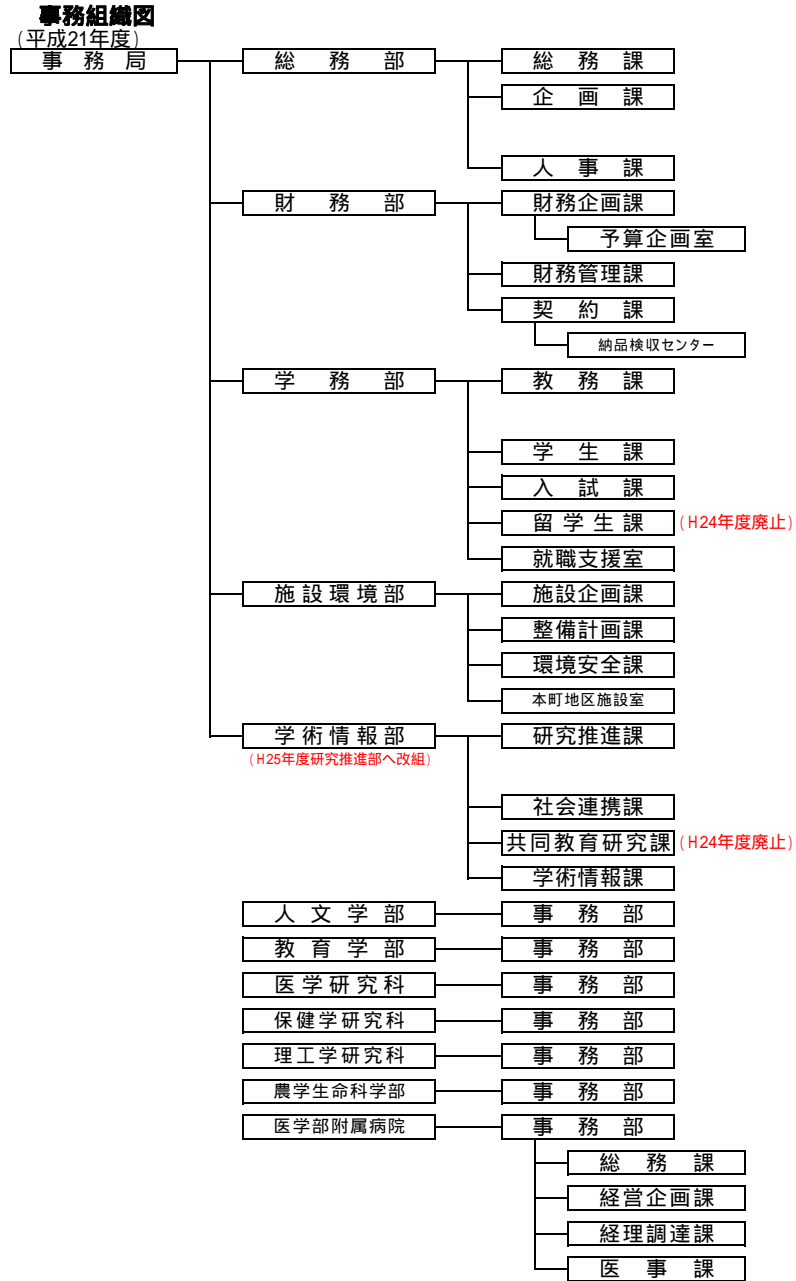 事務組織図
(平成21年度)
事務局
総務部
総務課
企画課
人事課
財務部
財務企画課
予算企画室
財務管理課
契約課
納品検収センター
学務部
教務課
学生課
入試課
留学生課 (H24年度廃止)
就職支援室
施設環境部
施設企画課
整備計画課
環境安全課
本町地区施設室
学術情報部
(H25年度研究推進部へ改組)
研究推進課
社会連携課
共同教育研究課 (H24年度廃止)
学術情報課
人文学部 事務部
教育学部 事務部
医学研究科 事務部
保健学研究科 事務部
理工学研究科 事務部
農学生命科学部 事務部
医学部附属病院 事務部
総務課
経営企画課
経理調達課
医事課